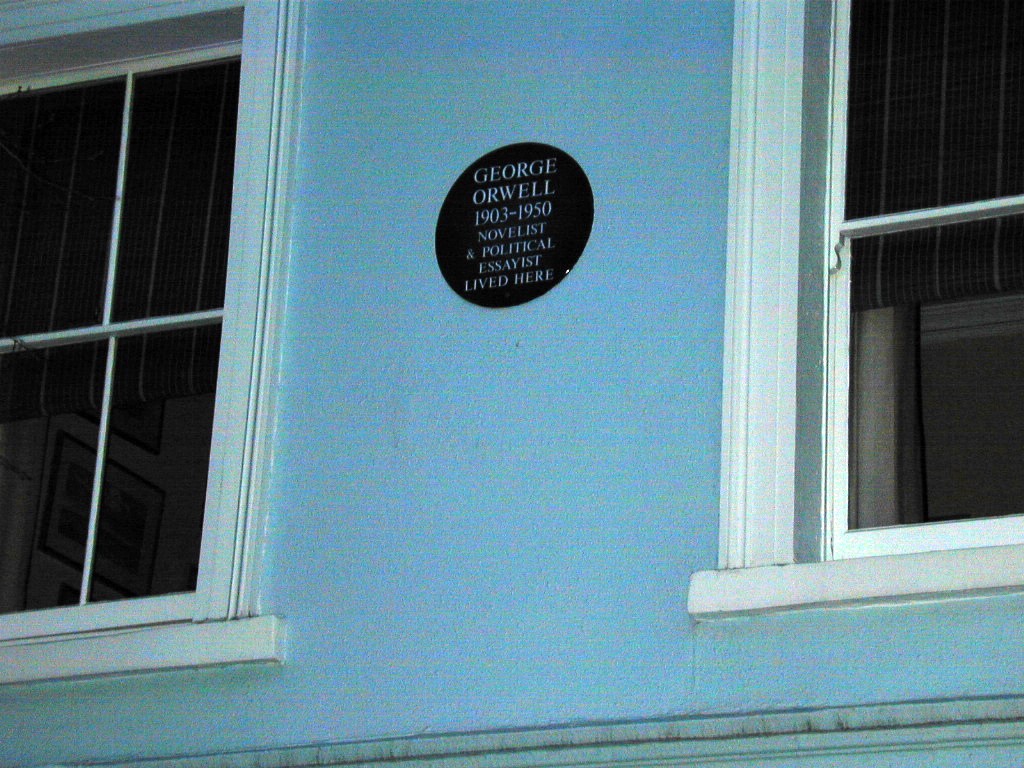 GEORGE
ORWELL
1903-1950
NOVELIST
& POLITICAL
ESSAYIST
LIVED HERE